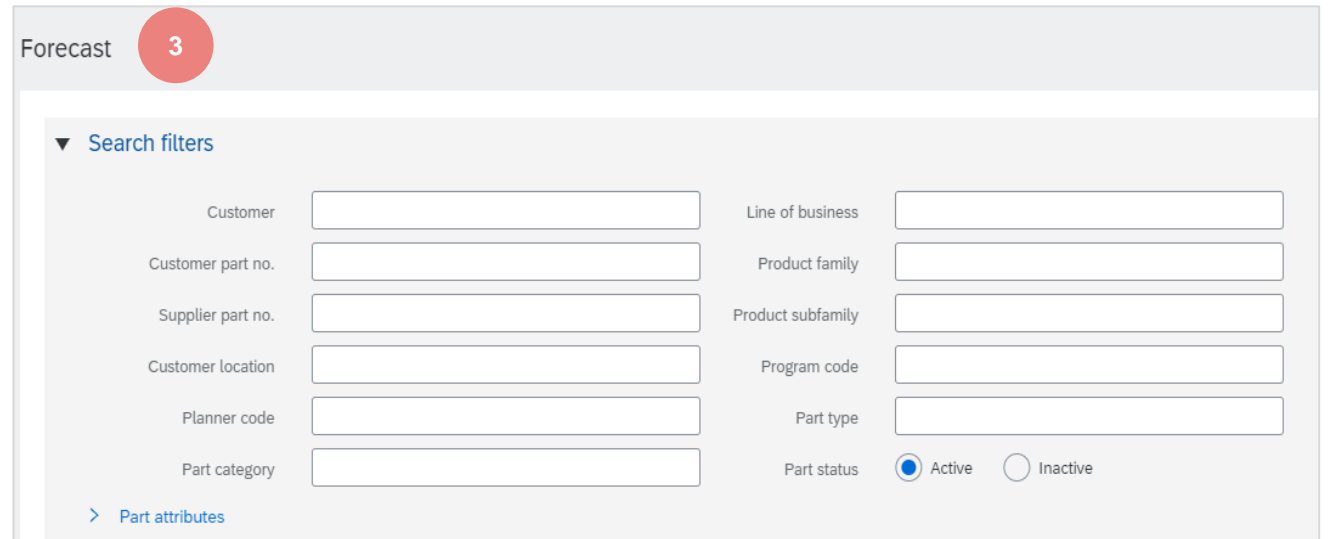 Forecast 3
Search filters
Customer Line of business
Customer part no. Product family
Supplier part no. Product subfamily
Customer location Program code
Planner code Part type
Part category Part status Active Inactive
Part attributes